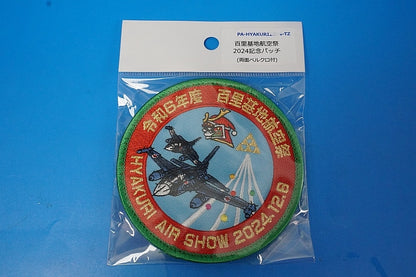 PA-HYAKURI
-TZ
百里基地航空祭
2024記念パッチ
(両面ベルクロ付)
令和6年度 百里基地航空祭
HYAKURI AIR SHOW 2024.12.8